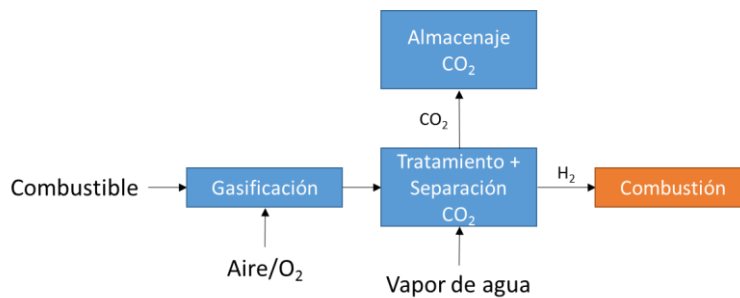 Almacenaje
CO₂
CO₂
Combustible
Gasificación
Tratamiento +
Separación
CO₂
H₂
Combustión
Aire/O₂
Vapor de agua